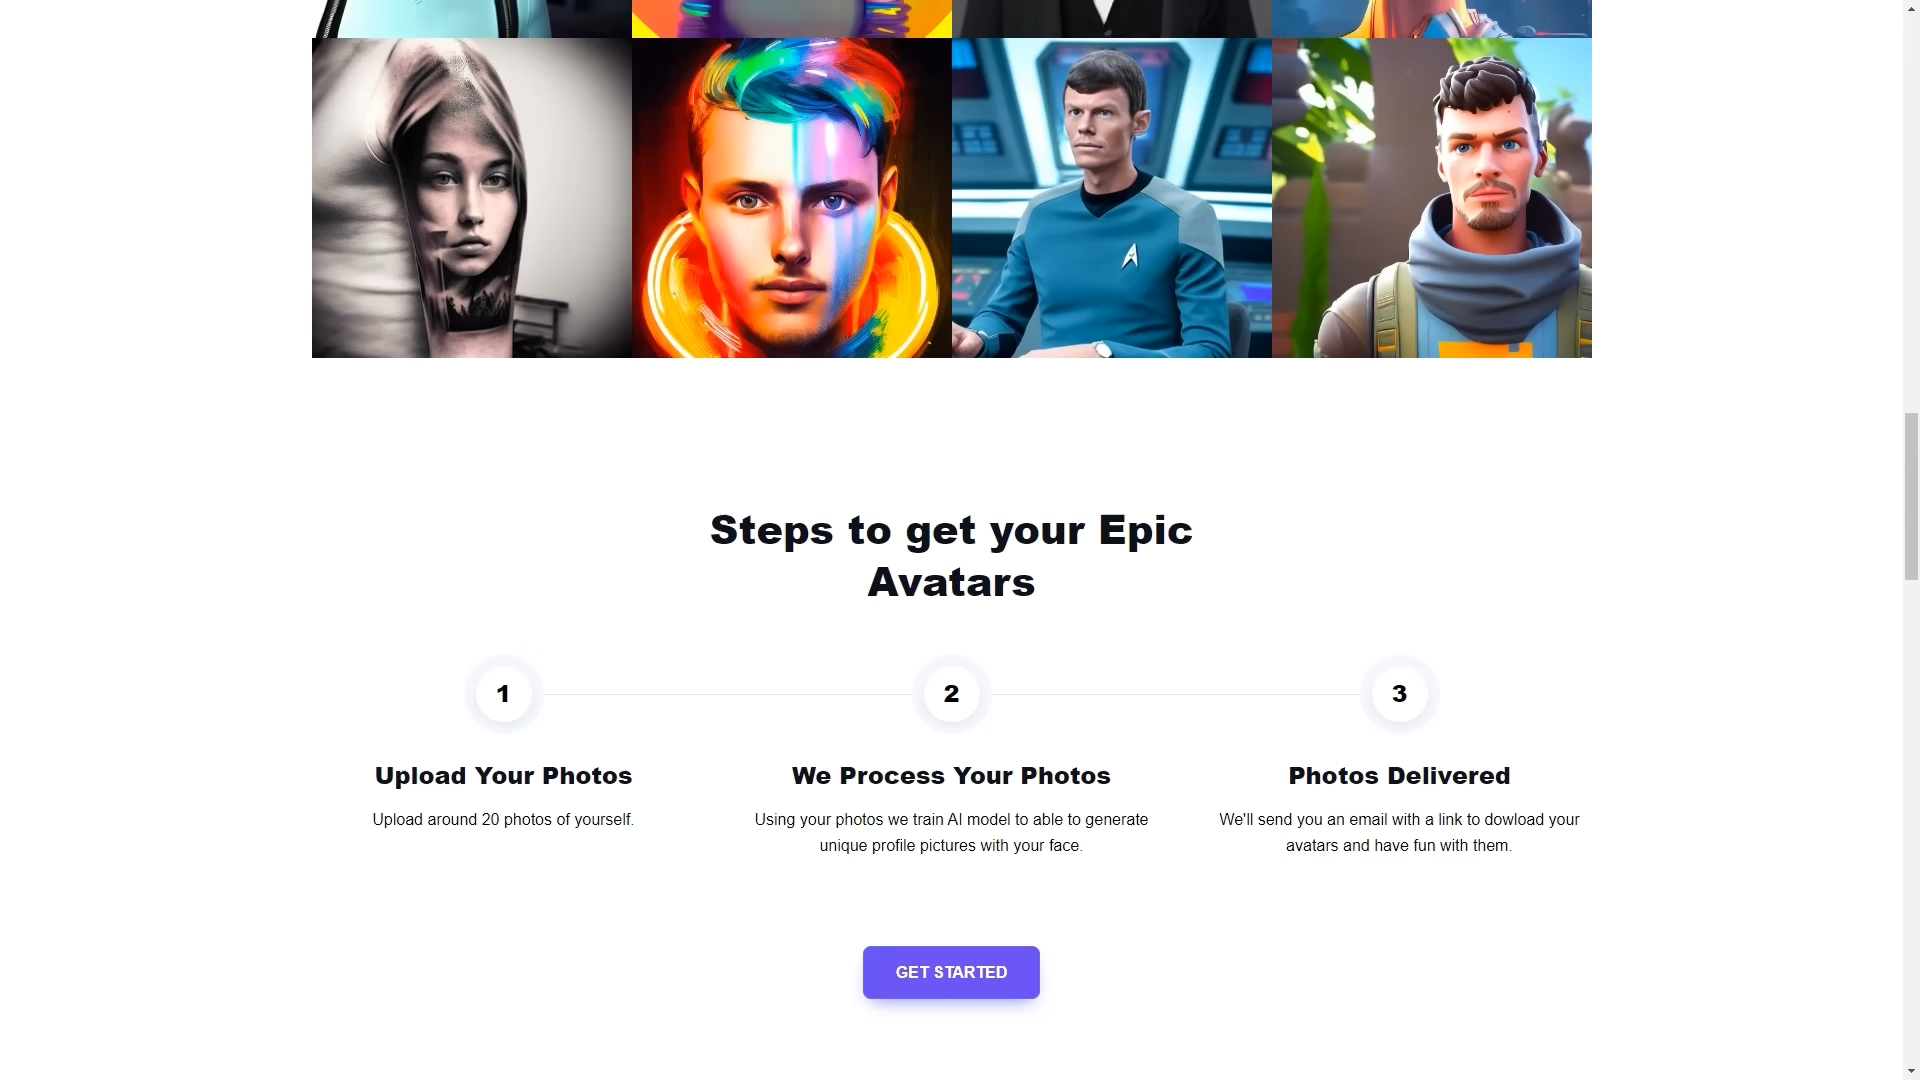 Steps to get your Epic
Avatars
1
2
3
Upload Your Photos
We Process Your Photos
Photos Delivered
Upload around 20 photos of yourself.
Using your photos we train AI model to able to generate
unique profile pictures with your face.
We'll send you an email with a link to dowload your
avatars and have fun with them.
GET STARTED